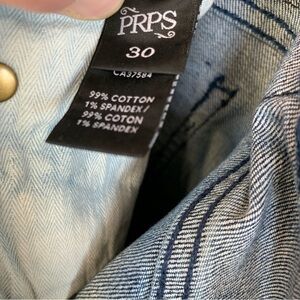 PRPS
30
CA37584
99% COTTON
1% SPANDEX /
99% COTON
1% SPANDEX